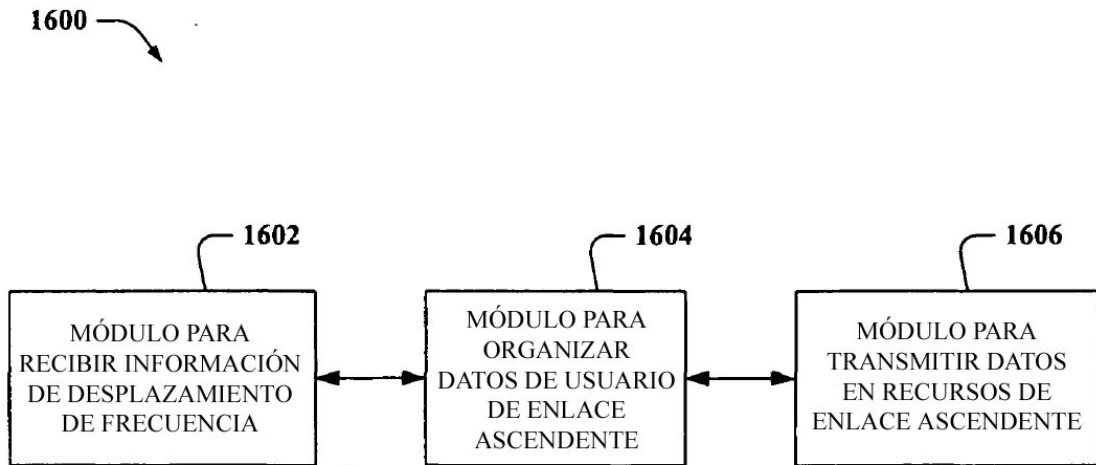 1600
1602
1604
1606
MÓDULO PARA
RECIBIR INFORMACIÓN
DE DESPLAZAMIENTO
DE FRECUENCIA
MÓDULO PARA
ORGANIZAR
DATOS DE USUARIO
DE ENLACE
ASCENDENTE
MÓDULO PARA
TRANSMITIR DATOS
EN RECURSOS DE
ENLACE ASCENDENTE